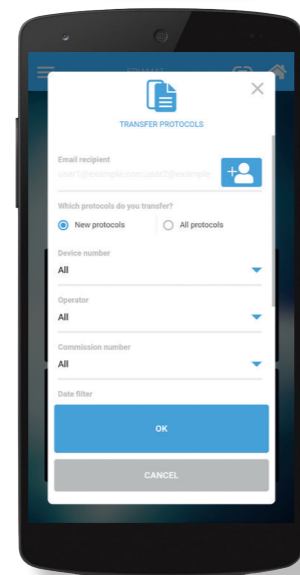 TRANSFER PROTOCOLS
Email recipient
user1@example.com;user2@example
Which protocols do you transfer?
New protocols All protocols
Device number
All
Operator
All
Commission number
All
Date filter
OK
CANCEL